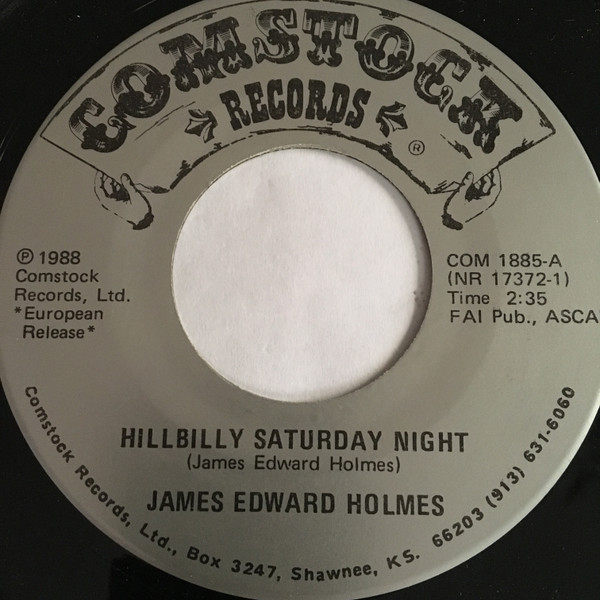 COMSTOCK
RECORDS
®
℗ 1988
Comstock
Records, Ltd.
*European
Release*
COM 1885-A
(NR 17372-1)
Time 2:35
FAI Pub., ASCA
HILLBILLY SATURDAY NIGHT
(James Edward Holmes)
JAMES EDWARD HOLMES
Comstock Records, Ltd., Box 3247, Shawnee, KS. 66203 (913) 631-6060